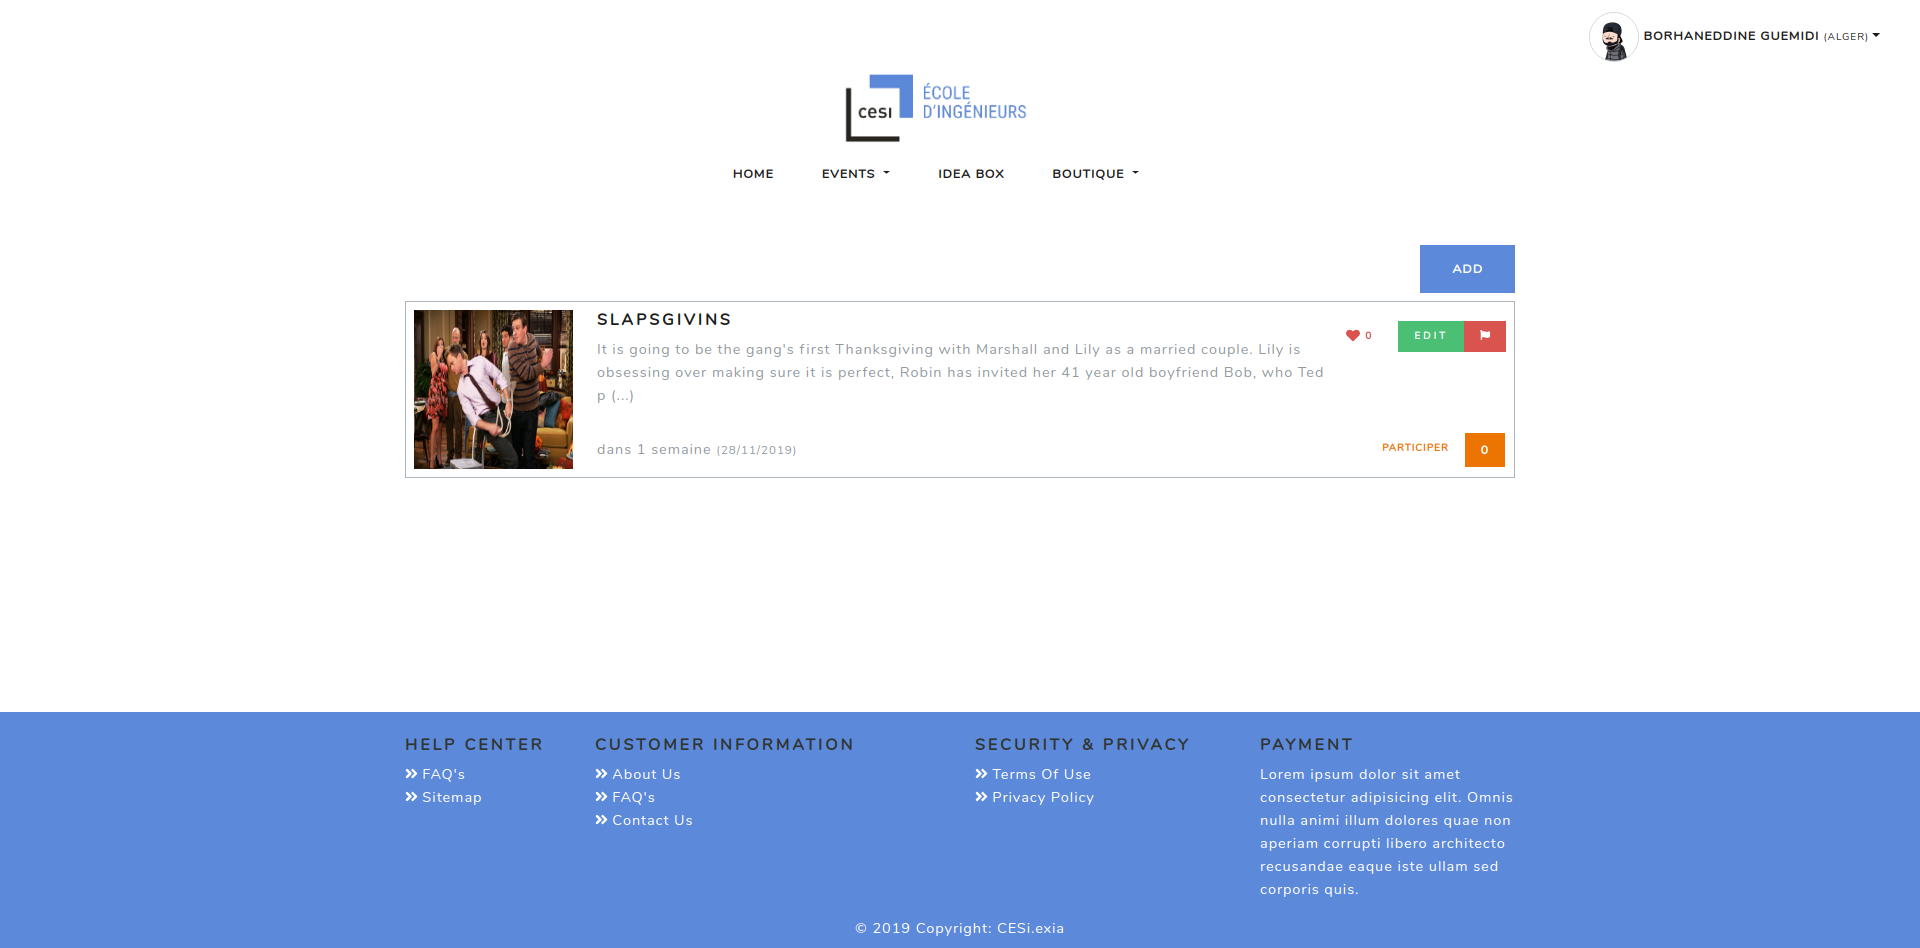 BORHANEDDINE GUEMIDI (ALGER)
cesi
ÉCOLE
D'INGÉNIEURS
HOME
EVENTS
IDEA BOX
BOUTIQUE
ADD
SLAPSGIVINS
0
EDIT
It is going to be the gang's first Thanksgiving with Marshall and Lily as a married couple. Lily is
obsessing over making sure it is perfect, Robin has invited her 41 year old boyfriend Bob, who Ted
p (...)
dans 1 semaine (28/11/2019)
PARTICIPER
0
HELP CENTER
FAQ's
Sitemap
CUSTOMER INFORMATION
About Us
FAQ's
Contact Us
SECURITY & PRIVACY
Terms Of Use
Privacy Policy
PAYMENT
Lorem ipsum dolor sit amet
consectetur adipisicing elit. Omnis
nulla animi illum dolores quae non
aperiam corrupti libero architecto
recusandae eaque iste ullam sed
corporis quis.
© 2019 Copyright: CESi.exia